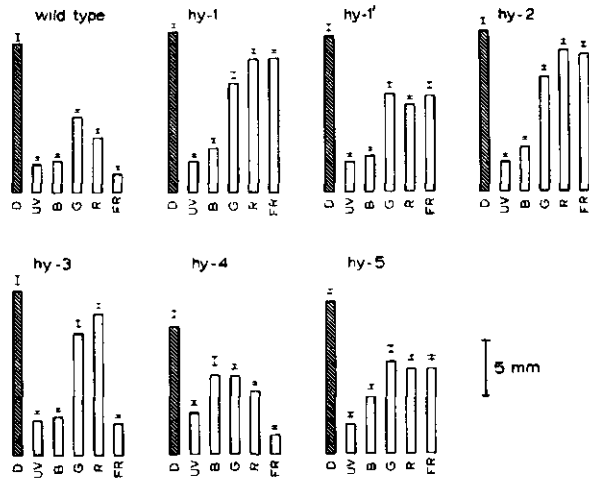 wild type hy-1 hy-1' hy-2
D UV B G R FR D UV B G R FR D UV B G R FR D UV B G R FR
hy-3 hy-4 hy-5
5 mm
D UV B G R FR D UV B G R FR D UV B G R FR